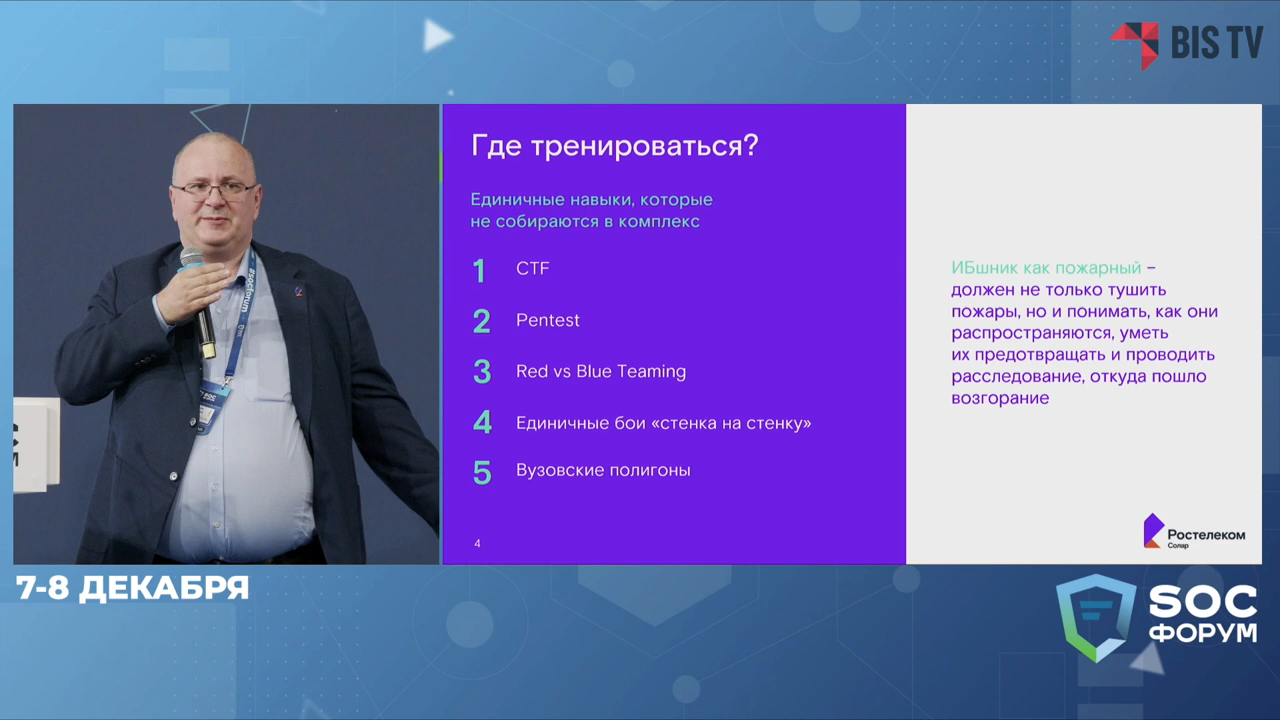 BIS TV
Где тренироваться?
Единичные навыки, которые
не собираются в комплекс
1 CTF
2 Pentest
3 Red vs Blue Teaming
4 Единичные бои «стенка на стенку»
5 Вузовские полигоны
4
ИБшник как пожарный –
должен не только тушить
пожары, но и понимать, как они
распространяются, уметь
их предотвращать и проводить
расследование, откуда пошло
возгорание
Ростелеком
Солар
#socforum
SOC
7-8 ДЕКАБРЯ
SOC
ФОРУМ